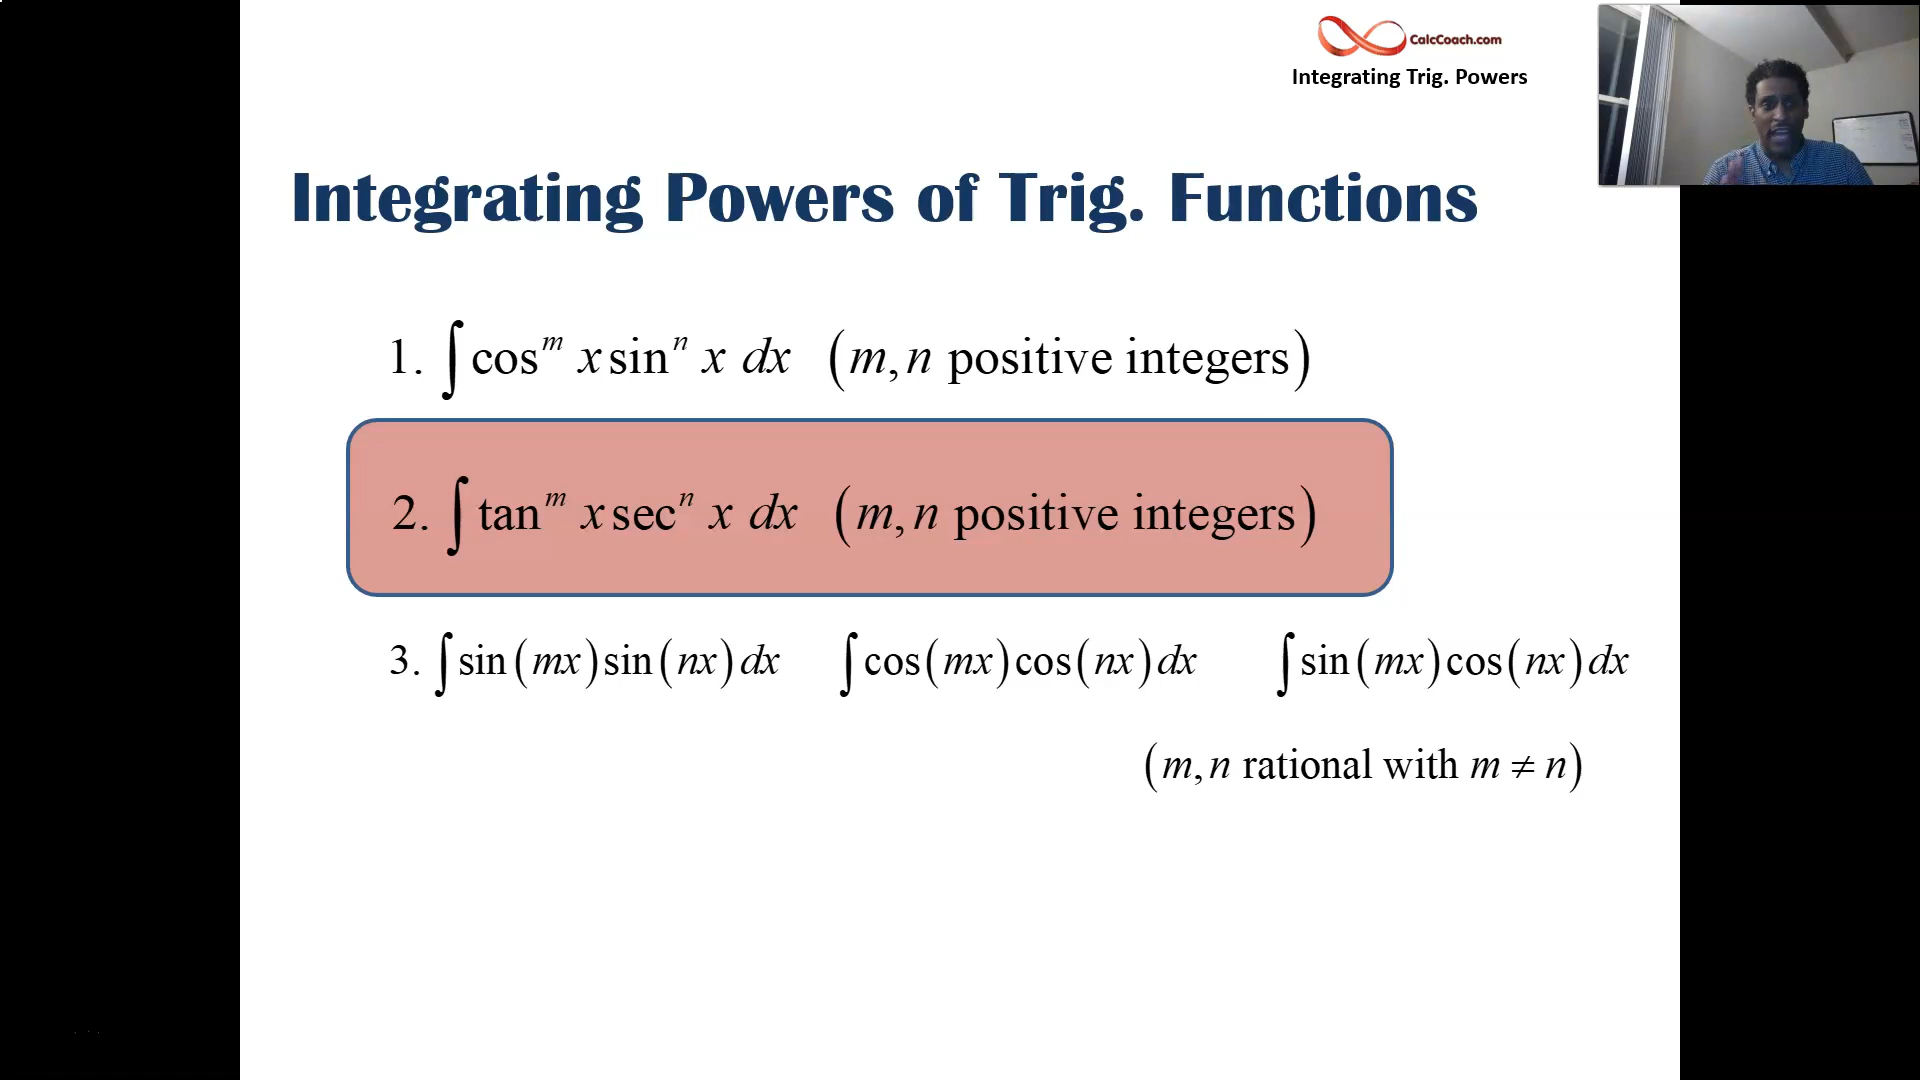 CalcCoach.com
Integrating Trig. Powers
Integrating Powers of Trig. Functions
1. ∫ cos^m x sin^n x dx (m, n positive integers)
2. ∫ tan^m x sec^n x dx (m, n positive integers)
3. ∫ sin(mx)sin(nx)dx ∫ cos(mx)cos(nx)dx ∫ sin(mx)cos(nx)dx
(m, n rational with m ≠ n)